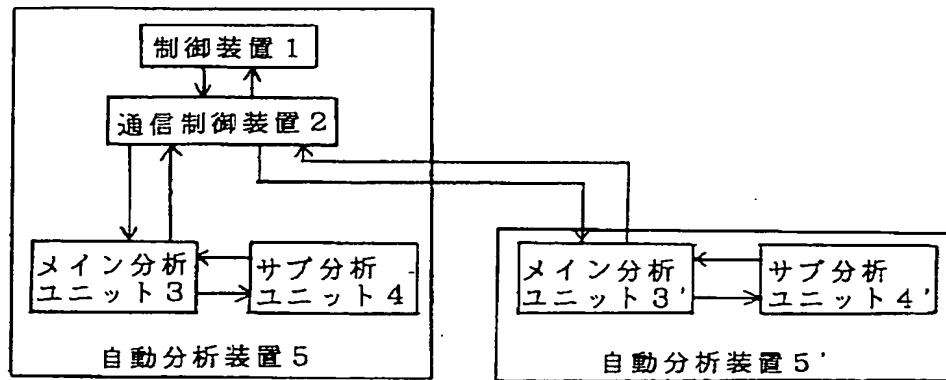 制御装置1
通信制御装置2
メイン分析
ユニット3
サブ分析
ユニット4
自動分析装置5
メイン分析
ユニット3'
サブ分析
ユニット4'
自動分析装置5'